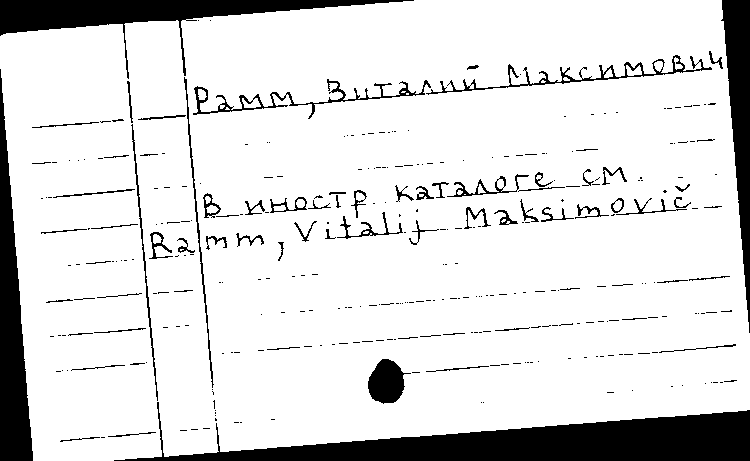 Рамм, Виталий Максимович
В иностр. каталоге см.
Ramm, Vitalij Maksimovič